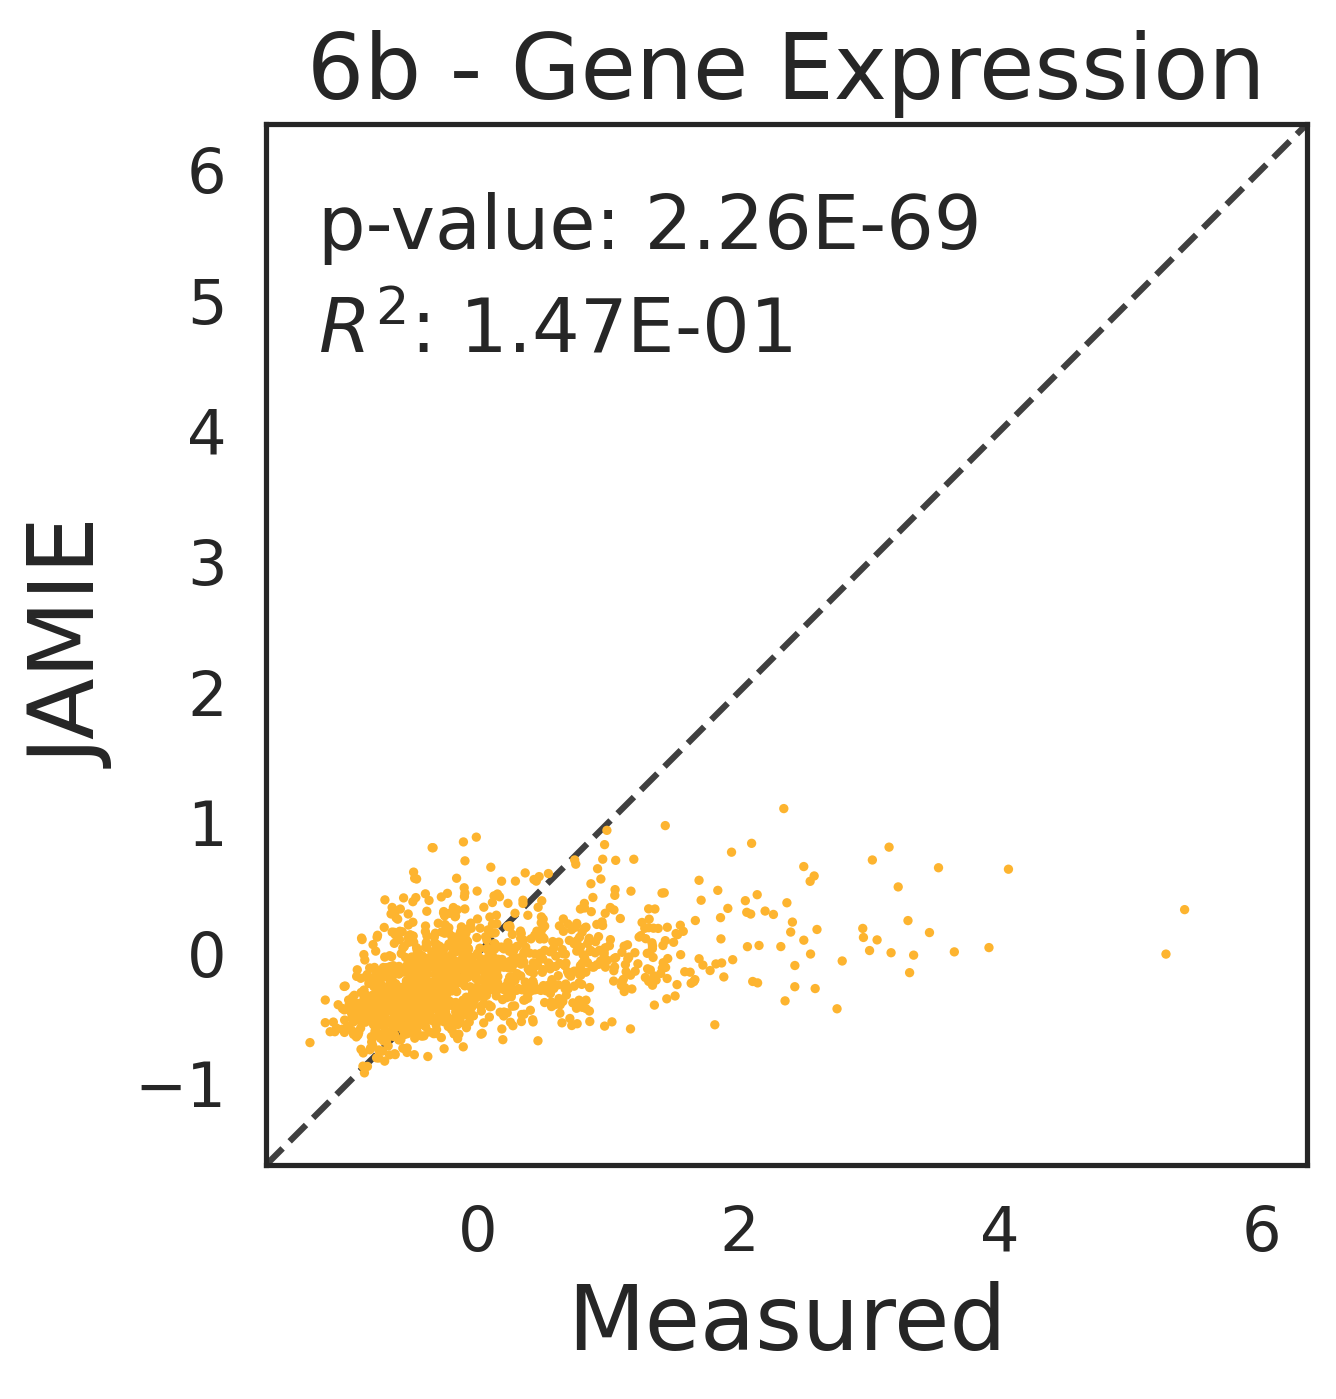 6b - Gene Expression
p-value: 2.26E-69
R²: 1.47E-01
JAMIE
6
5
4
3
2
1
0
−1
0 2 4 6
Measured